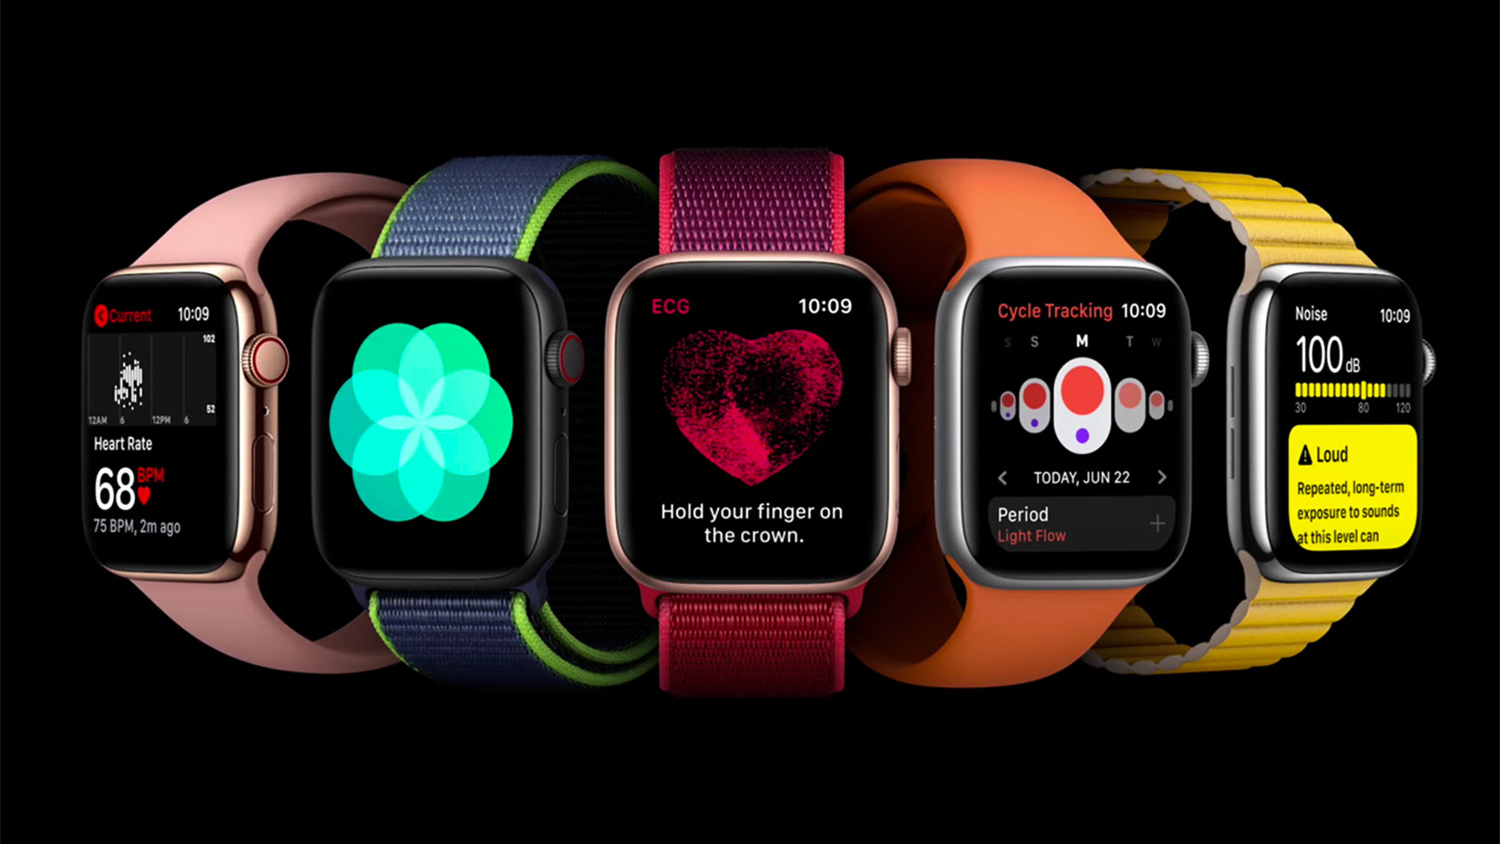 Current 10:09
102
52
12AM 6 12PM 6
Heart Rate
68 BPM
75 BPM, 2m ago
ECG 10:09
Hold your finger on
the crown.
Cycle Tracking 10:09
S S M T W
TODAY, JUN 22
Period
Light Flow
Noise 10:09
100 dB
30 80 120
Loud
Repeated, long-term
exposure to sounds
at this level can